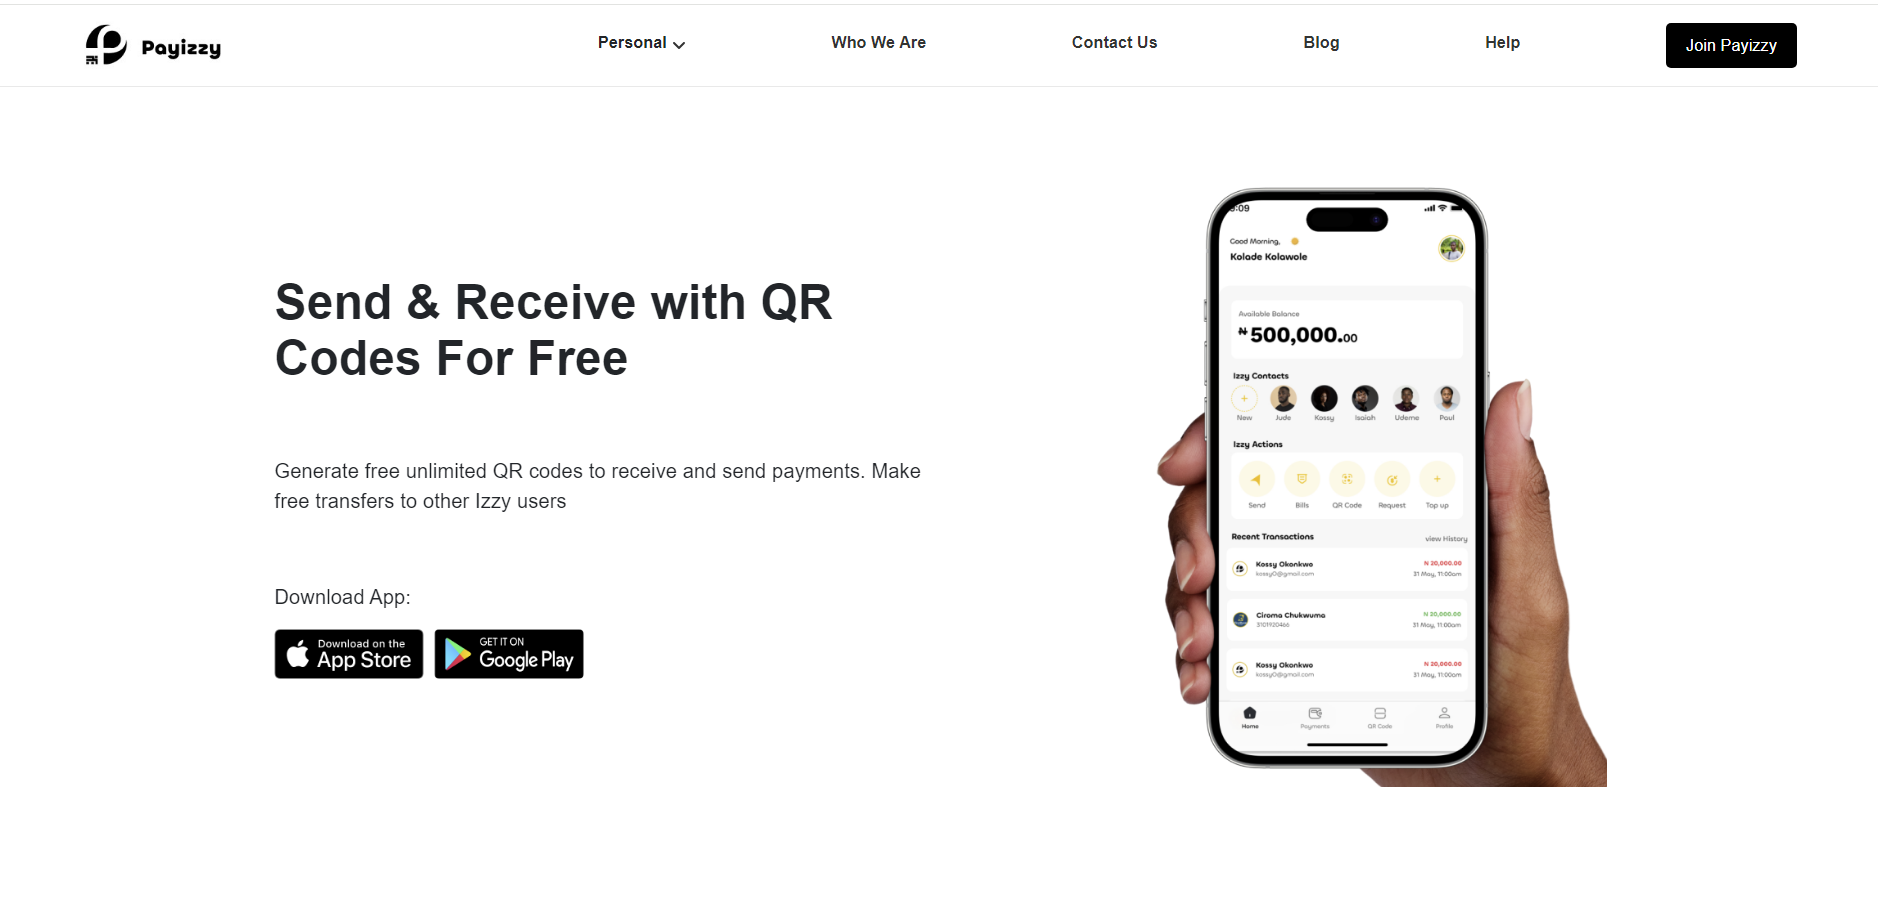 Payizzy
Personal
Who We Are
Contact Us
Blog
Help
Join Payizzy
Send & Receive with QR
Codes For Free
Generate free unlimited QR codes to receive and send payments. Make
free transfers to other Izzy users
Download App:
Download on the
App Store
GET IT ON
Google Play
9:09
Good Morning,
Kolade Kolawole
Available Balance
₦ 500,000.00
Izzy Contacts
New Jude Kossy Isaiah Udeme Paul
Izzy Actions
Send Bills QR Code Request Top up
Recent Transactions view History
Kossy Okonkwo N 20,000.00
kossyO@gmail.com 31 May, 11:00am
Ciroma Chukwuma N 20,000.00
3101920466 31 May, 11:00am
Kossy Okonkwo N 20,000.00
kossyO@gmail.com 31 May, 11:00am
Home Payments QR Code Profile